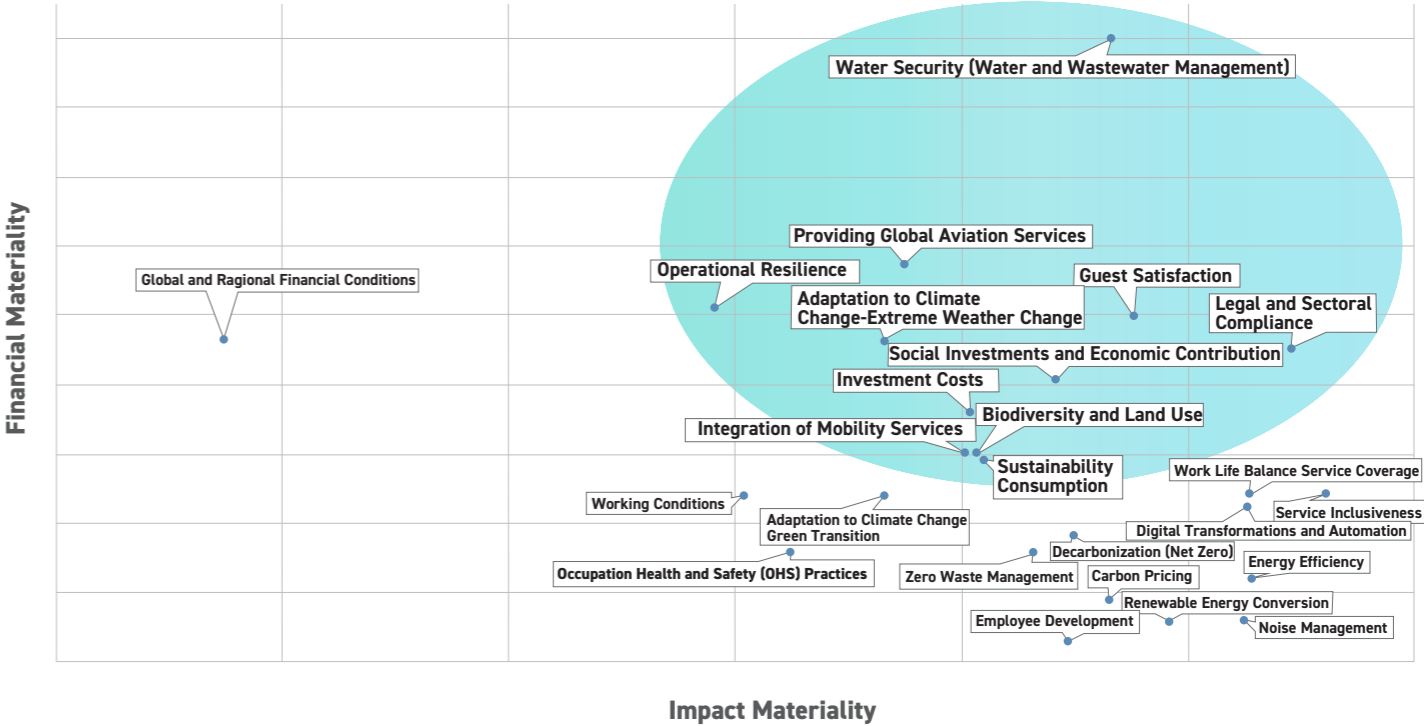 Water Security (Water and Wastewater Management)
Providing Global Aviation Services
Operational Resilience
Guest Satisfaction
Global and Ragional Financial Conditions
Adaptation to Climate
Change-Extreme Weather Change
Legal and Sectoral
Compliance
Social Investments and Economic Contribution
Investment Costs
Biodiversity and Land Use
Integration of Mobility Services
Sustainability
Consumption
Work Life Balance Service Coverage
Working Conditions
Service Inclusiveness
Adaptation to Climate Change
Green Transition
Digital Transformations and Automation
Decarbonization (Net Zero)
Energy Efficiency
Occupation Health and Safety (OHS) Practices
Zero Waste Management
Carbon Pricing
Renewable Energy Conversion
Employee Development
Noise Management
Financial Materiality
Impact Materiality